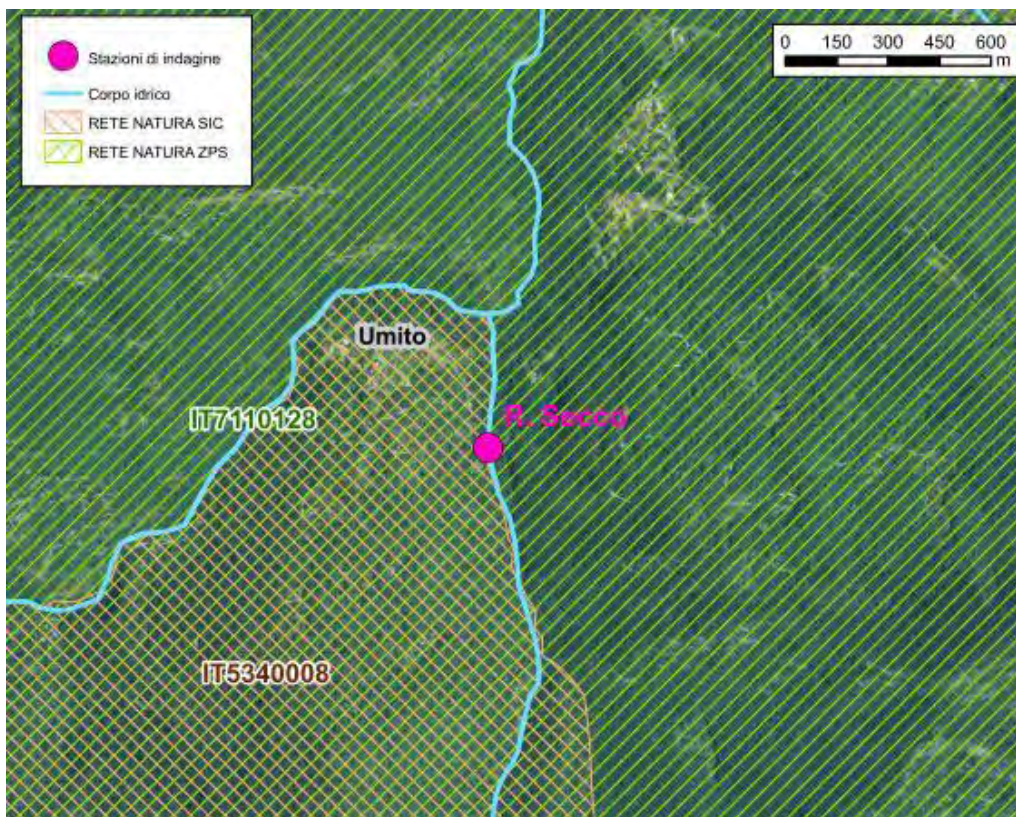 Stazioni di indagine
Corpo idrico
RETE NATURA SIC
RETE NATURA ZPS
0 150 300 450 600
m
Umito
IT7110128
R. Secco
IT5340008